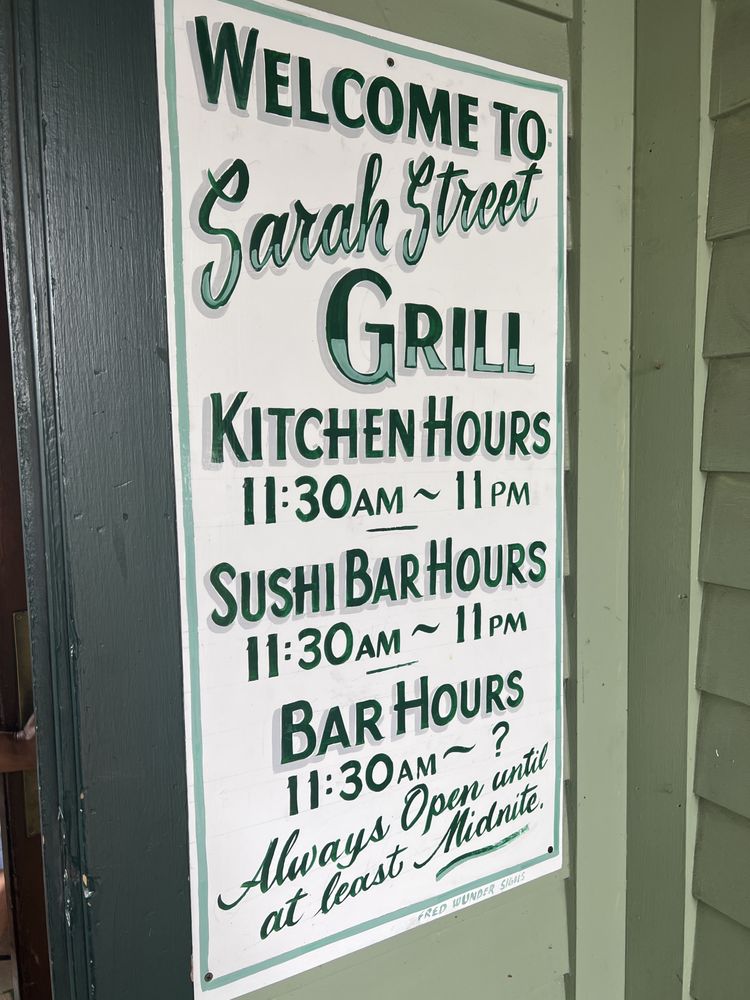 WELCOME TO:
Sarah Street
GRILL
KITCHEN HOURS
11:30AM ~ 11PM
SUSHI BAR HOURS
11:30AM ~ 11PM
BAR HOURS
11:30AM ~ ?
Always Open until
at least Midnite.
FRED WUNDER SIGNS